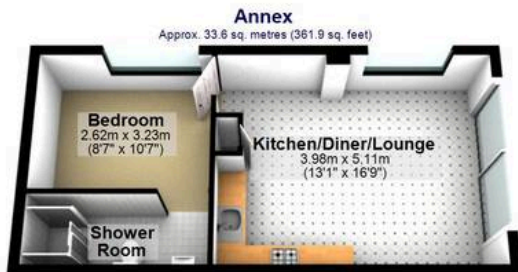 Annex
Approx. 33.6 sq. metres (361.9 sq. feet)
Bedroom
2.62m x 3.23m
(8'7" x 10'7")
Kitchen/Diner/Lounge
3.98m x 5.11m
(13'1" x 16'9")
Shower
Room